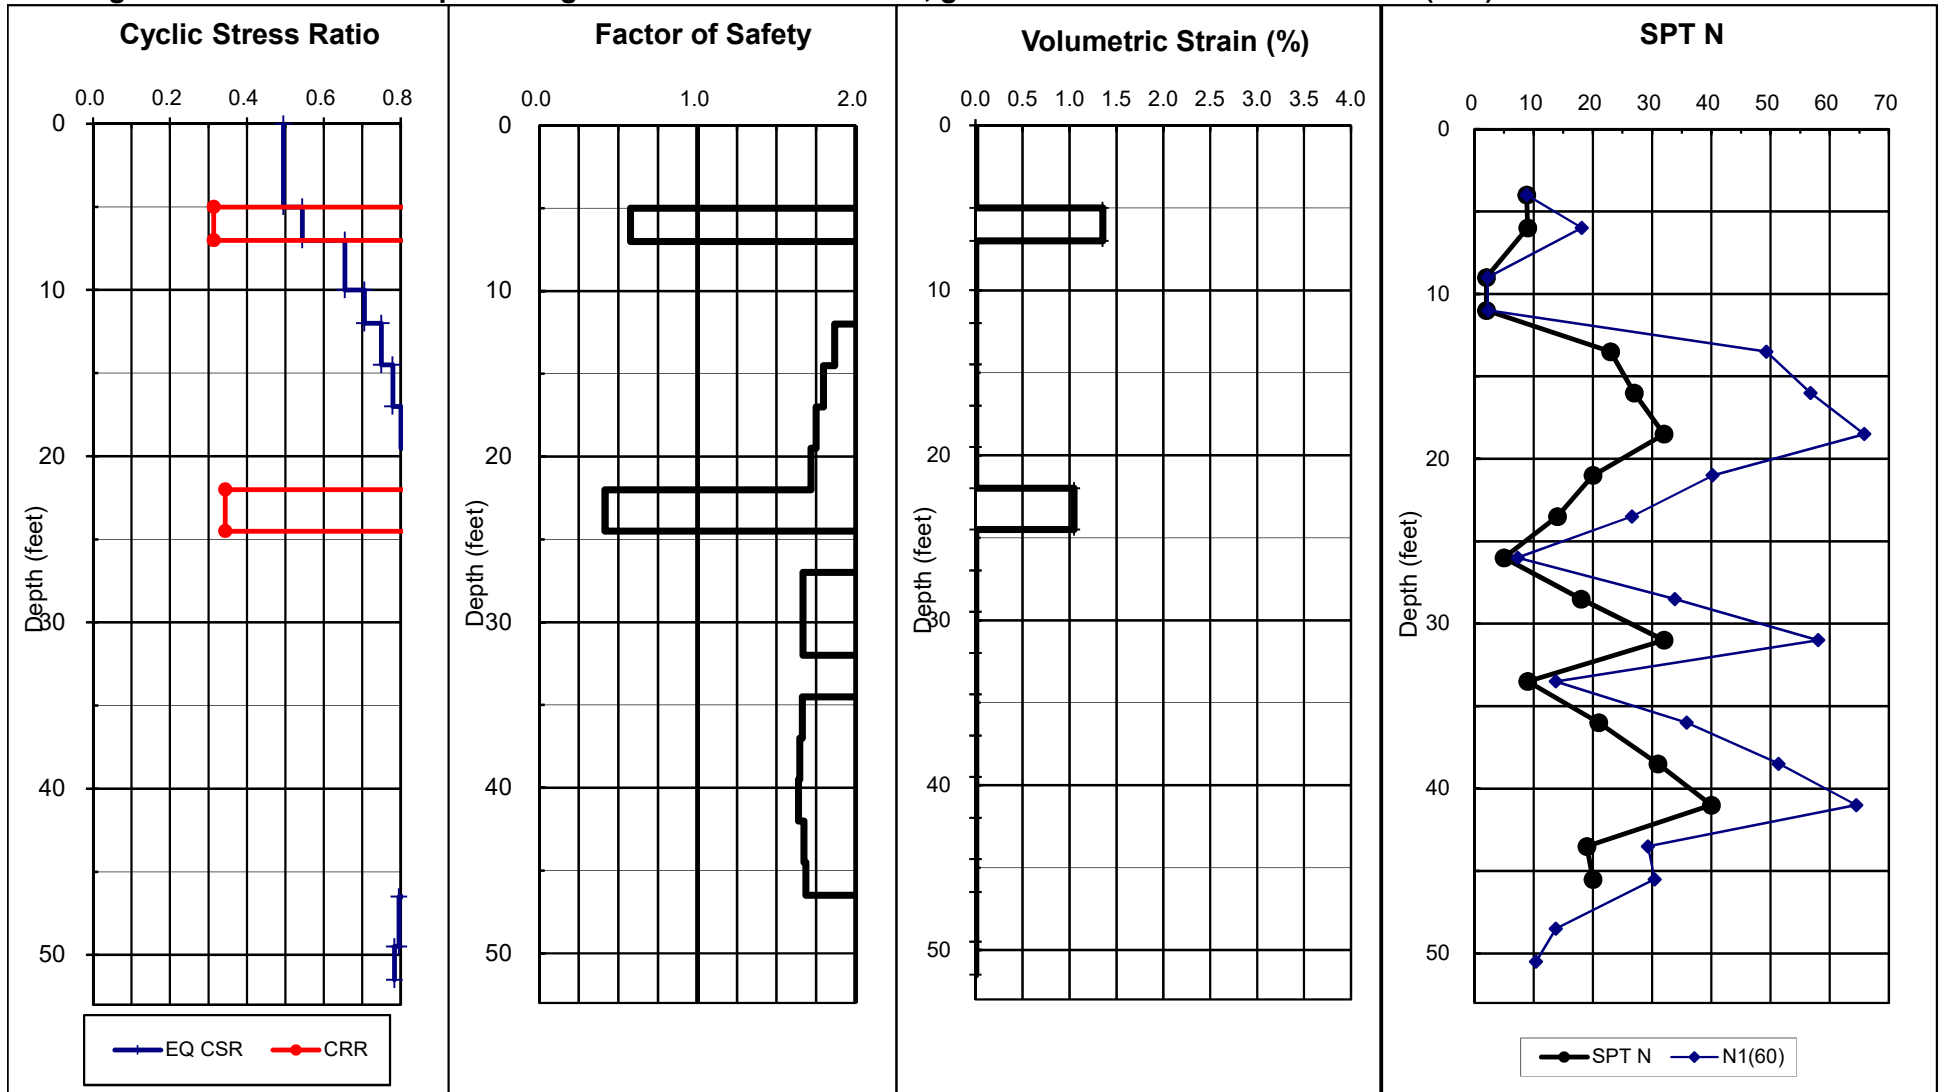 Cyclic Stress Ratio
0.0 0.2 0.4 0.6 0.8
0
10
20
30
40
50
Depth (feet)
EQ CSR CRR
Factor of Safety
0.0 1.0 2.0
0
10
20
30
40
50
Depth (feet)
Volumetric Strain (%)
0.0 0.5 1.0 1.5 2.0 2.5 3.0 3.5 4.0
0
10
20
30
40
50
Depth (feet)
SPT N
0 10 20 30 40 50 60 70
0
10
20
30
40
50
Depth (feet)
SPT N N1(60)